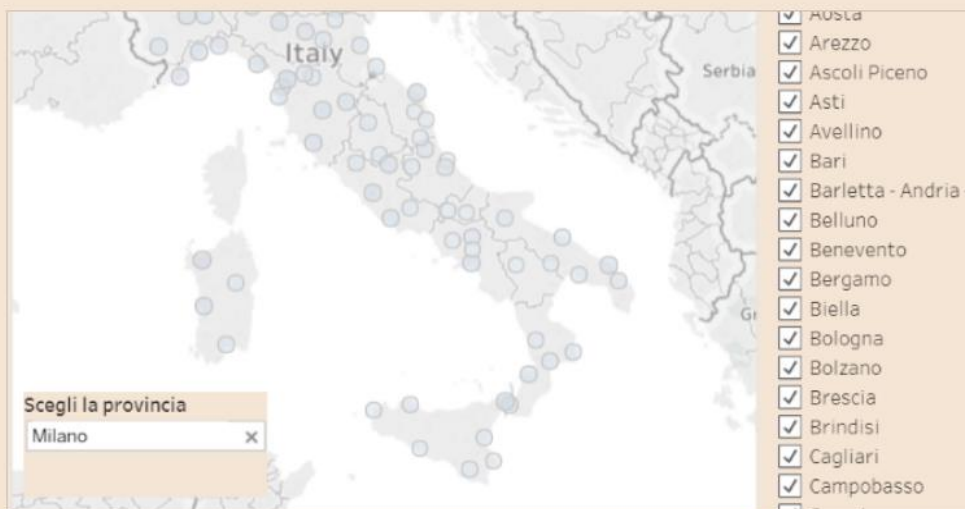 Italy
Serbia
Scegli la provincia
Milano
Aosta
Arezzo
Ascoli Piceno
Asti
Avellino
Bari
Barletta - Andria -
Belluno
Benevento
Bergamo
Biella
Bologna
Bolzano
Brescia
Brindisi
Cagliari
Campobasso